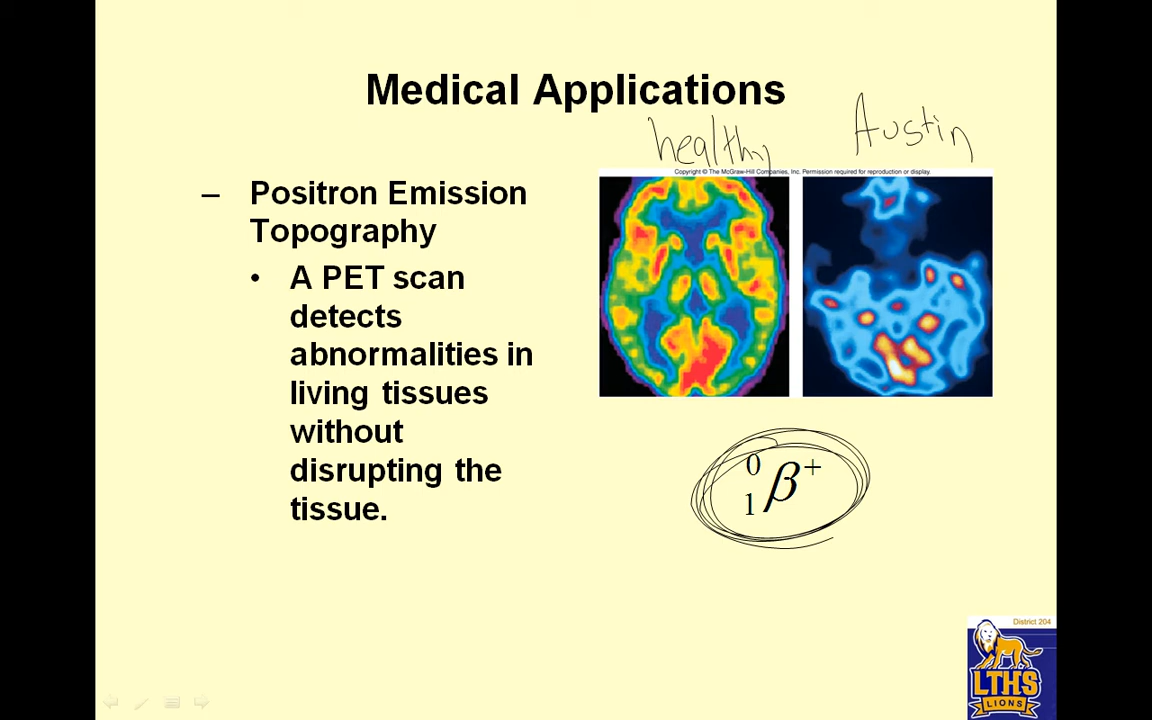 Medical Applications
healthy
Austin
Copyright © The McGraw-Hill Companies, Inc. Permission required for reproduction or display.
– Positron Emission
Topography
• A PET scan
detects
abnormalities in
living tissues
without
disrupting the
tissue.
0
1 β +
District 204
LTHS
LIONS